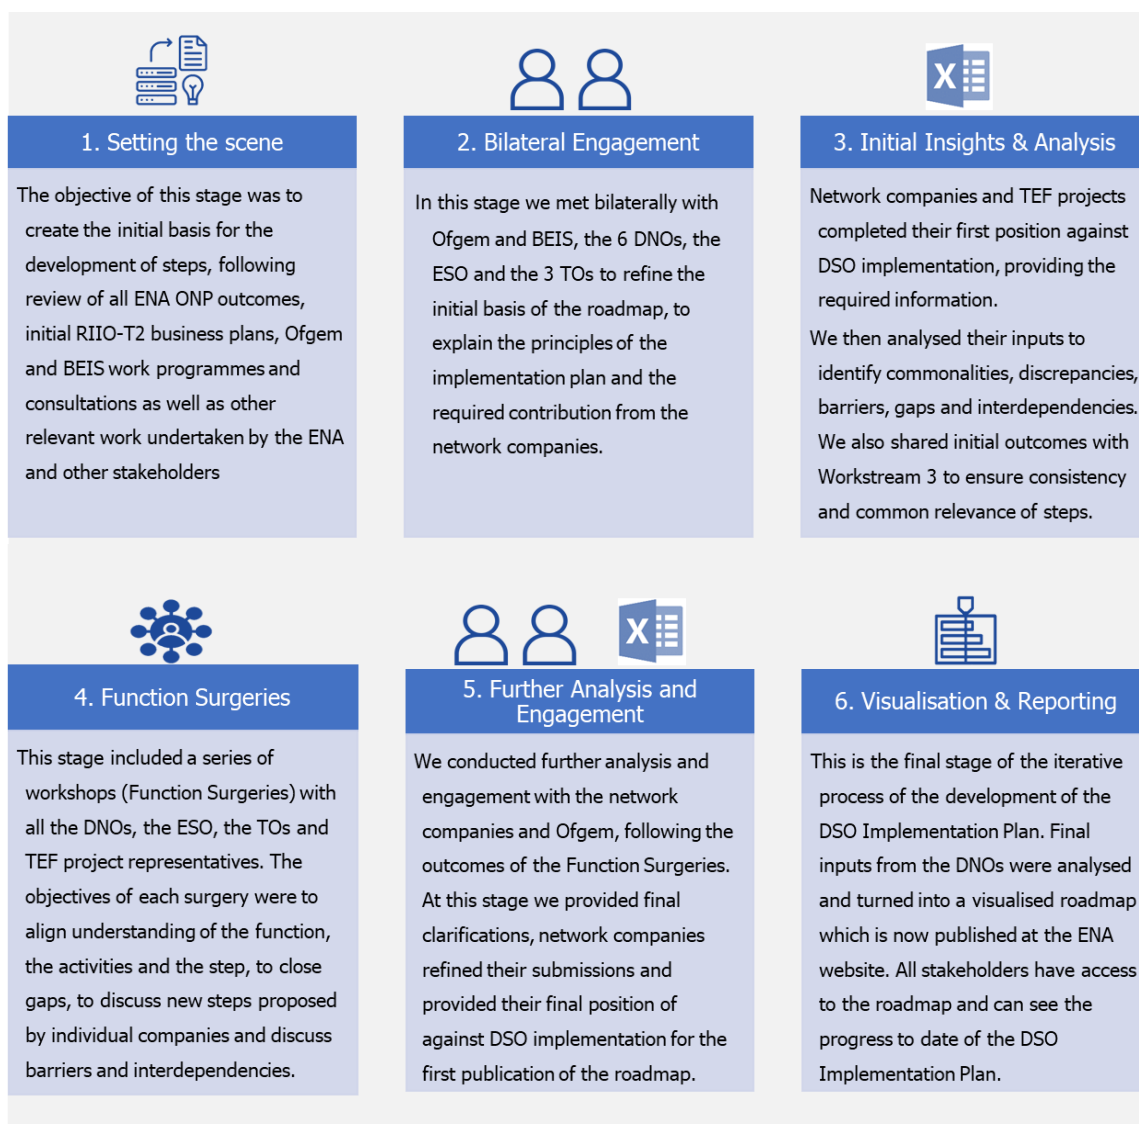 X
1. Setting the scene
The objective of this stage was to
create the initial basis for the
development of steps, following
review of all ENA ONP outcomes,
initial RIIO-T2 business plans, Ofgem
and BEIS work programmes and
consultations as well as other
relevant work undertaken by the ENA
and other stakeholders
2. Bilateral Engagement
In this stage we met bilaterally with
Ofgem and BEIS, the 6 DNOs, the
ESO and the 3 TOs to refine the
initial basis of the roadmap, to
explain the principles of the
implementation plan and the
required contribution from the
network companies.
3. Initial Insights & Analysis
Network companies and TEF projects
completed their first position against
DSO implementation, providing the
required information.
We then analysed their inputs to
identify commonalities, discrepancies,
barriers, gaps and interdependencies.
We also shared initial outcomes with
Workstream 3 to ensure consistency
and common relevance of steps.
4. Function Surgeries
This stage included a series of
workshops (Function Surgeries) with
all the DNOs, the ESO, the TOs and
TEF project representatives. The
objectives of each surgery were to
align understanding of the function,
the activities and the step, to close
gaps, to discuss new steps proposed
by individual companies and discuss
barriers and interdependencies.
X
5. Further Analysis and
Engagement
We conducted further analysis and
engagement with the network
companies and Ofgem, following the
outcomes of the Function Surgeries.
At this stage we provided final
clarifications, network companies
refined their submissions and
provided their final position of
against DSO implementation for the
first publication of the roadmap.
6. Visualisation & Reporting
This is the final stage of the iterative
process of the development of the
DSO Implementation Plan. Final
inputs from the DNOs were analysed
and turned into a visualised roadmap
which is now published at the ENA
website. All stakeholders have access
to the roadmap and can see the
progress to date of the DSO
Implementation Plan.